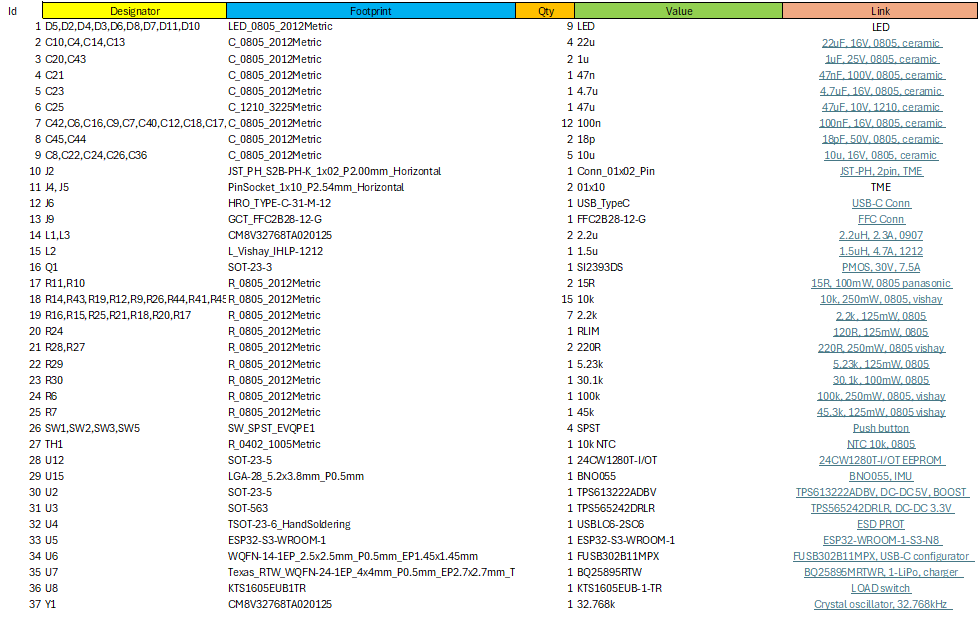 Id Designator Footprint Qty Value Link
1 D5,D2,D4,D3,D6,D8,D7,D11,D10 LED_0805_2012Metric 9 LED LED
2 C10,C4,C14,C13 C_0805_2012Metric 4 22u 22uF, 16V, 0805, ceramic
3 C20,C43 C_0805_2012Metric 2 1u 1uF, 25V, 0805, ceramic
4 C21 C_0805_2012Metric 1 47n 47nF, 100V, 0805, ceramic
5 C23 C_0805_2012Metric 1 4.7u 4.7uF, 16V, 0805, ceramic
6 C25 C_1210_3225Metric 1 47u 47uF, 10V, 1210, ceramic
7 C42,C6,C16,C9,C7,C40,C12,C18,C17, C_0805_2012Metric 12 100n 100nF, 16V, 0805, ceramic
8 C45,C44 C_0805_2012Metric 2 18p 18pF, 50V, 0805, ceramic
9 C8,C22,C24,C26,C36 C_0805_2012Metric 5 10u 10u, 16V, 0805, ceramic
10 J2 JST_PH_S2B-PH-K_1x02_P2.00mm_Horizontal 1 Conn_01x02_Pin JST-PH, 2pin, TME
11 J4, J5 PinSocket_1x10_P2.54mm_Horizontal 2 01x10 TME
12 J6 HRO_TYPE-C-31-M-12 1 USB_TypeC USB-C Conn
13 J9 GCT_FFC2B28-12-G 1 FFC2B28-12-G FFC Conn
14 L1,L3 CM8V32768TA020125 2 2.2u 2.2uH, 2.3A, 0907
15 L2 L_Vishay_IHLP-1212 1 1.5u 1.5uH, 4.7A, 1212
16 Q1 SOT-23-3 1 SI2393DS PMOS, 30V, 7.5A
17 R11,R10 R_0805_2012Metric 2 15R 15R, 100mW, 0805 panasonic
18 R14,R43,R19,R12,R9,R26,R44,R41,R45 R_0805_2012Metric 15 10k 10k, 250mW, 0805, vishay
19 R16,R15,R25,R21,R18,R20,R17 R_0805_2012Metric 7 2.2k 2.2k, 125mW, 0805
20 R24 R_0805_2012Metric 1 RLIM 120R, 125mW, 0805
21 R28,R27 R_0805_2012Metric 2 220R 220R, 250mW, 0805 vishay
22 R29 R_0805_2012Metric 1 5.23k 5.23k, 125mW, 0805
23 R30 R_0805_2012Metric 1 30.1k 30.1k, 100mW, 0805
24 R6 R_0805_2012Metric 1 100k 100k, 250mW, 0805, vishay
25 R7 R_0805_2012Metric 1 45k 45.3k, 125mW, 0805 vishay
26 SW1,SW2,SW3,SW5 SW_SPST_EVQPE1 4 SPST Push button
27 TH1 R_0402_1005Metric 1 10k NTC NTC 10k, 0805
28 U12 SOT-23-5 1 24CW1280T-I/OT 24CW1280T-I/OT EEPROM
29 U15 LGA-28_5.2x3.8mm_P0.5mm 1 BNO055 BNO055, IMU
30 U2 SOT-23-5 1 TPS613222ADBV TPS613222ADBV, DC-DC 5V, BOOST
31 U3 SOT-563 1 TPS565242DRLR TPS565242DRLR, DC-DC 3.3V
32 U4 TSOT-23-6_HandSoldering 1 USBLC6-2SC6 ESD PROT
33 U5 ESP32-S3-WROOM-1 1 ESP32-S3-WROOM-1 ESP32-WROOM-1-S3-N8
34 U6 WQFN-14-1EP_2.5x2.5mm_P0.5mm_EP1.45x1.45mm 1 FUSB302B11MPX FUSB302B11MPX, USB-C configurator
35 U7 Texas_RTW_WQFN-24-1EP_4x4mm_P0.5mm_EP2.7x2.7mm_T 1 BQ25895RTW BQ25895MRTWR, 1-LiPo, charger
36 U8 KTS1605EUB1TR 1 KTS1605EUB-1-TR LOAD switch
37 Y1 CM8V32768TA020125 1 32.768k Crystal oscillator, 32.768kHz